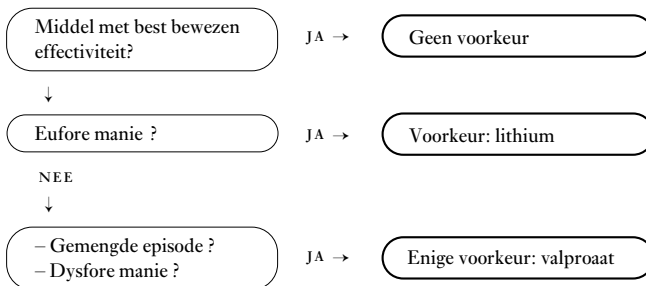 Middel met best bewezen
effectiviteit?
JA →
Geen voorkeur
↓
Eufore manie ?
JA →
Voorkeur: lithium
NEE
↓
– Gemengde episode ?
– Dysfore manie ?
JA →
Enige voorkeur: valproaat